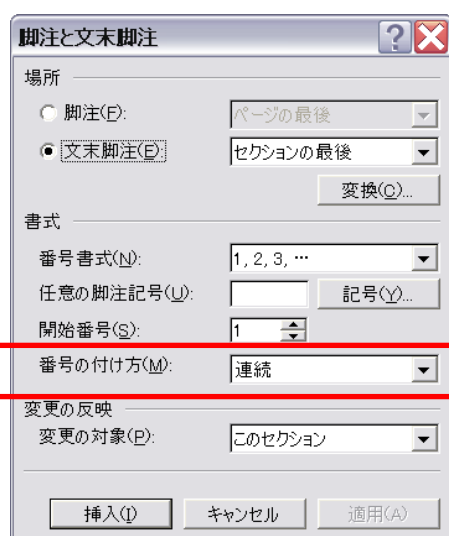 脚注と文末脚注
場所
脚注(F): ページの最後
文末脚注(E): セクションの最後
変換(C)...
書式
番号書式(N): 1, 2, 3, …
任意の脚注記号(U): 記号(Y)...
開始番号(S): 1
番号の付け方(M): 連続
変更の反映
変更の対象(P): このセクション
挿入(I) キャンセル 適用(A)